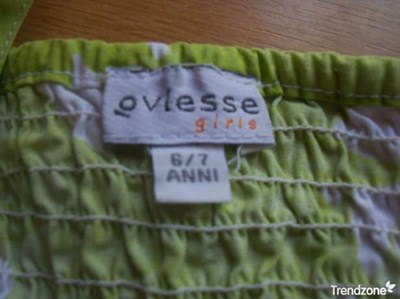 oviesse
girls
6/7
ANNI
Trendzone